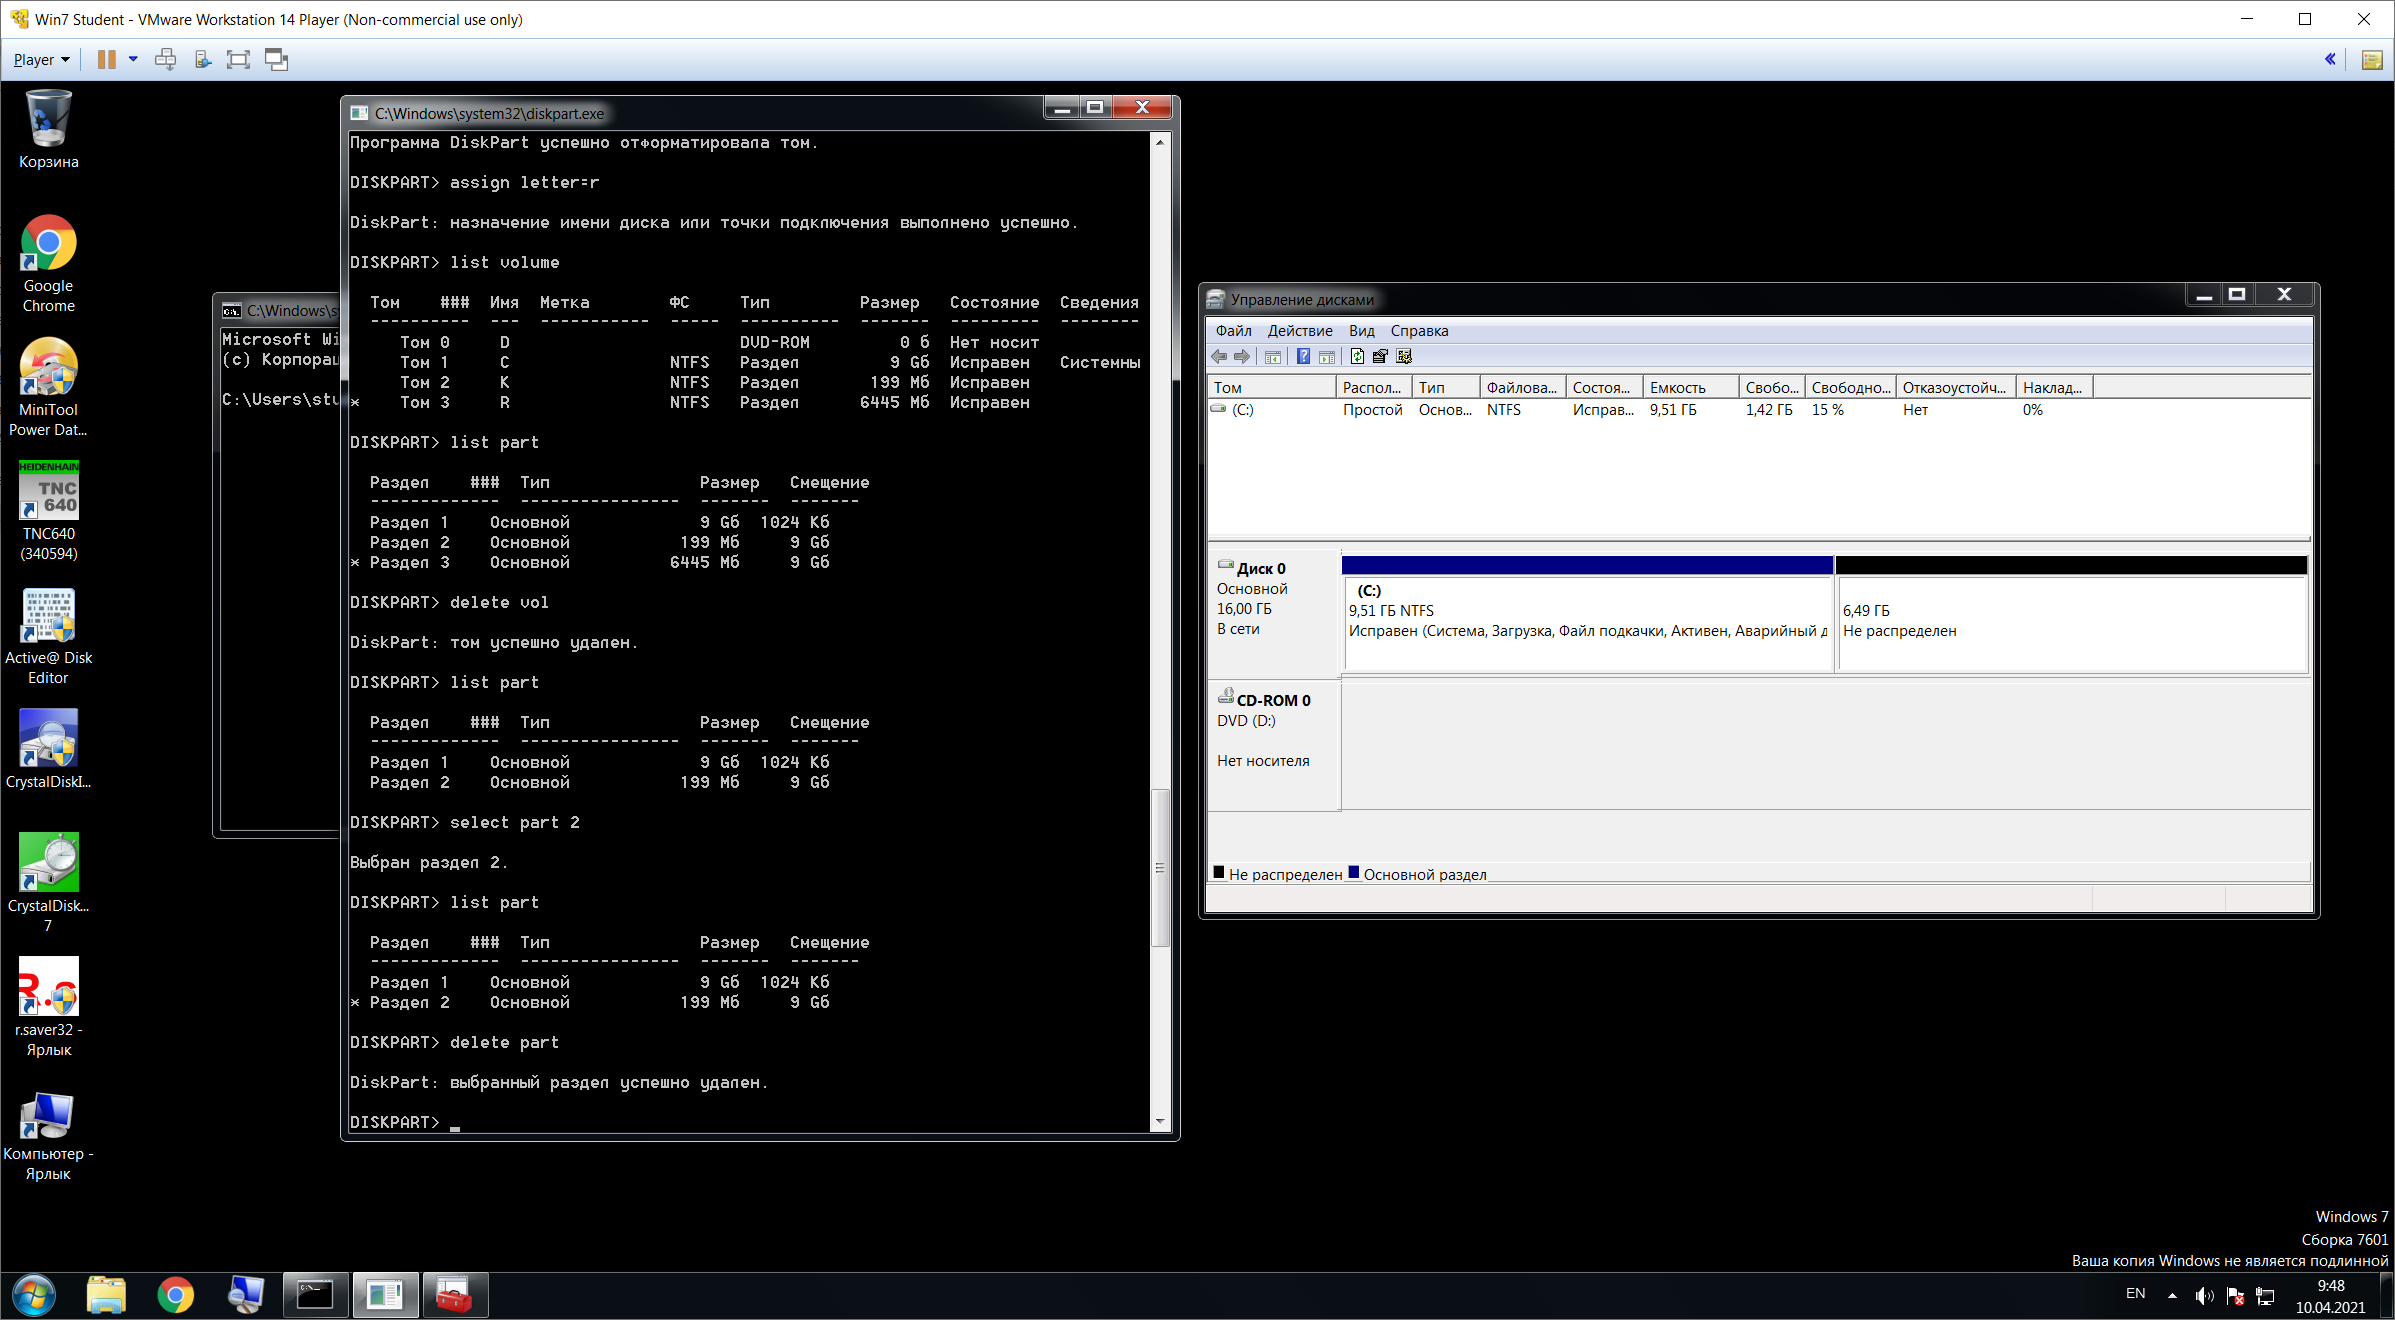 Win7 Student - VMware Workstation 14 Player (Non-commercial use only)
Player
Корзина
Google
Chrome
MiniTool
Power Dat...
HEIDENHAIN
TNC
640
TNC640
(340594)
Active@ Disk
Editor
CrystalDiskI...
CrystalDisk...
7
R.s
r.saver32 -
Ярлык
Компьютер -
Ярлык
C:\Windows\s
Microsoft Wi
(c) Корпорац
C:\Users\stu
C:\Windows\system32\diskpart.exe
Программа DiskPart успешно отформатировала том.
DISKPART> assign letter=r
DiskPart: назначение имени диска или точки подключения выполнено успешно.
DISKPART> list volume
Том ### Имя Метка ФС Тип Размер Состояние Сведения
---------- --- ----------- ----- ---------- ------- --------- --------
Том 0 D DVD-ROM 0 б Нет носит
Том 1 C NTFS Раздел 9 Gб Исправен Системны
Том 2 K NTFS Раздел 199 Mб Исправен
* Том 3 R NTFS Раздел 6445 Mб Исправен
DISKPART> list part
Раздел ### Тип Размер Смещение
------------- ---------------- ------- -------
Раздел 1 Основной 9 Gб 1024 Kб
Раздел 2 Основной 199 Mб 9 Gб
* Раздел 3 Основной 6445 Mб 9 Gб
DISKPART> delete vol
DiskPart: том успешно удален.
DISKPART> list part
Раздел ### Тип Размер Смещение
------------- ---------------- ------- -------
Раздел 1 Основной 9 Gб 1024 Kб
Раздел 2 Основной 199 Mб 9 Gб
DISKPART> select part 2
Выбран раздел 2.
DISKPART> list part
Раздел ### Тип Размер Смещение
------------- ---------------- ------- -------
Раздел 1 Основной 9 Gб 1024 Kб
* Раздел 2 Основной 199 Mб 9 Gб
DISKPART> delete part
DiskPart: выбранный раздел успешно удален.
DISKPART>
Управление дисками
Файл Действие Вид Справка
Том Распол... Тип Файлова... Состоя... Емкость Свобо... Свободно... Отказоустойч... Наклад...
(C:) Простой Основ... NTFS Исправ... 9,51 ГБ 1,42 ГБ 15 % Нет 0%
Диск 0
Основной
16,00 ГБ
В сети
(C:)
9,51 ГБ NTFS
Исправен (Система, Загрузка, Файл подкачки, Активен, Аварийный д
6,49 ГБ
Не распределен
CD-ROM 0
DVD (D:)
Нет носителя
Не распределен Основной раздел
Windows 7
Сборка 7601
Ваша копия Windows не является подлинной
EN
9:48
10.04.2021